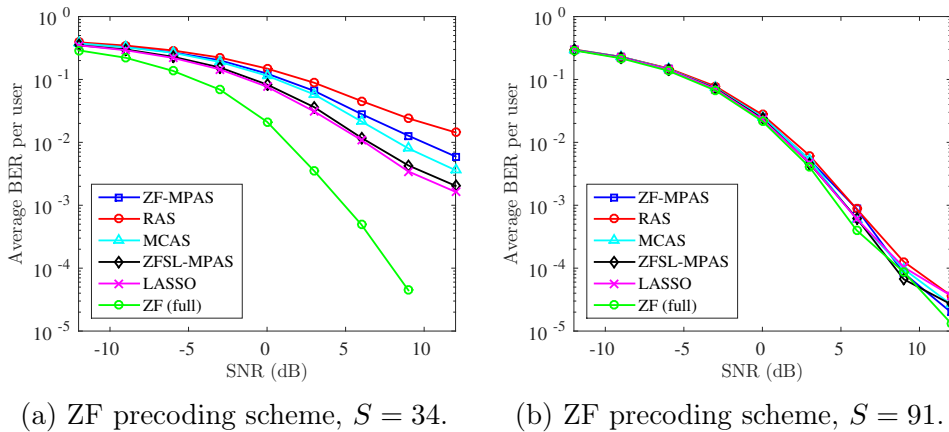 10^0
10^-1
10^-2
10^-3
10^-4
10^-5
Average BER per user
ZF-MPAS
RAS
MCAS
ZFSL-MPAS
LASSO
ZF (full)
-10 -5 0 5 10
SNR (dB)
(a) ZF precoding scheme, S = 34.
10^0
10^-1
10^-2
10^-3
10^-4
10^-5
Average BER per user
ZF-MPAS
RAS
MCAS
ZFSL-MPAS
LASSO
ZF (full)
-10 -5 0 5 10
SNR (dB)
(b) ZF precoding scheme, S = 91.